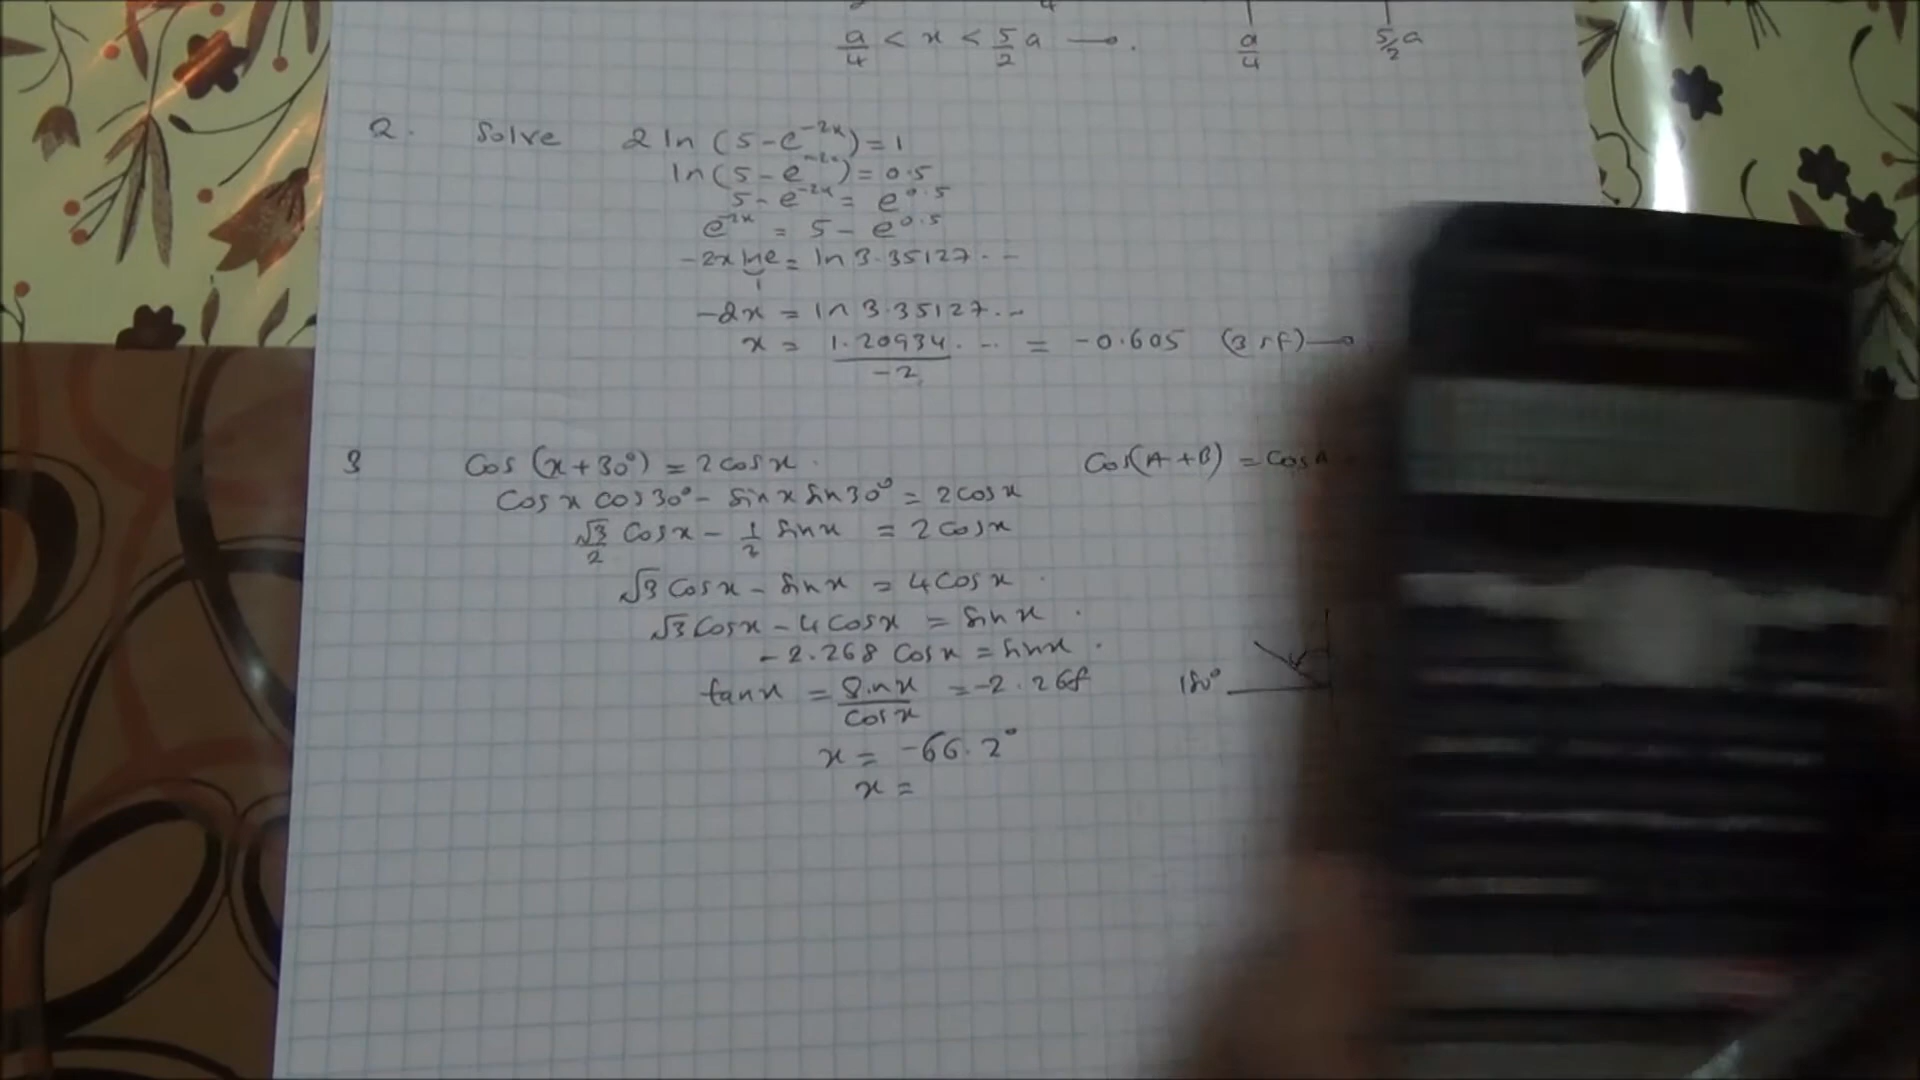 a/4 < x < 5/2 a →. a/4 5/2 a
2. Solve 2 ln (5-e^-2x) = 1
ln (5-e^-2x) = 0.5
5-e^-2x = e^0.5
e^-2x = 5 - e^0.5
-2x ln e = ln 3.35127...
1
-2x = ln 3.35127...
x = 1.20934.../-2 = -0.605 (3 sf)
3 Cos (x+30°) = 2 cos x. Cos(A+B) = Cos A
Cos x cos 30° - Sin x Sin 30° = 2 cos x
√3/2 Cos x - 1/2 Sin x = 2 Cos x
√3 Cos x - Sin x = 4 Cos x
√3 Cos x - 4 Cos x = Sin x.
-2.268 Cos x = Sin x.
tan x = Sin x/Cos x = -2.268 180°
x = -66.2°
x =